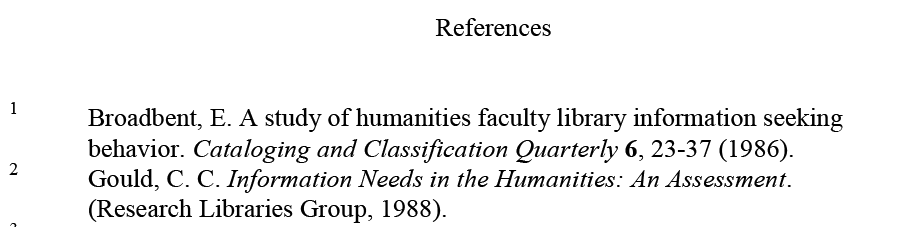 References
1 Broadbent, E. A study of humanities faculty library information seeking
behavior. Cataloging and Classification Quarterly 6, 23-37 (1986).
2 Gould, C. C. Information Needs in the Humanities: An Assessment.
(Research Libraries Group, 1988).